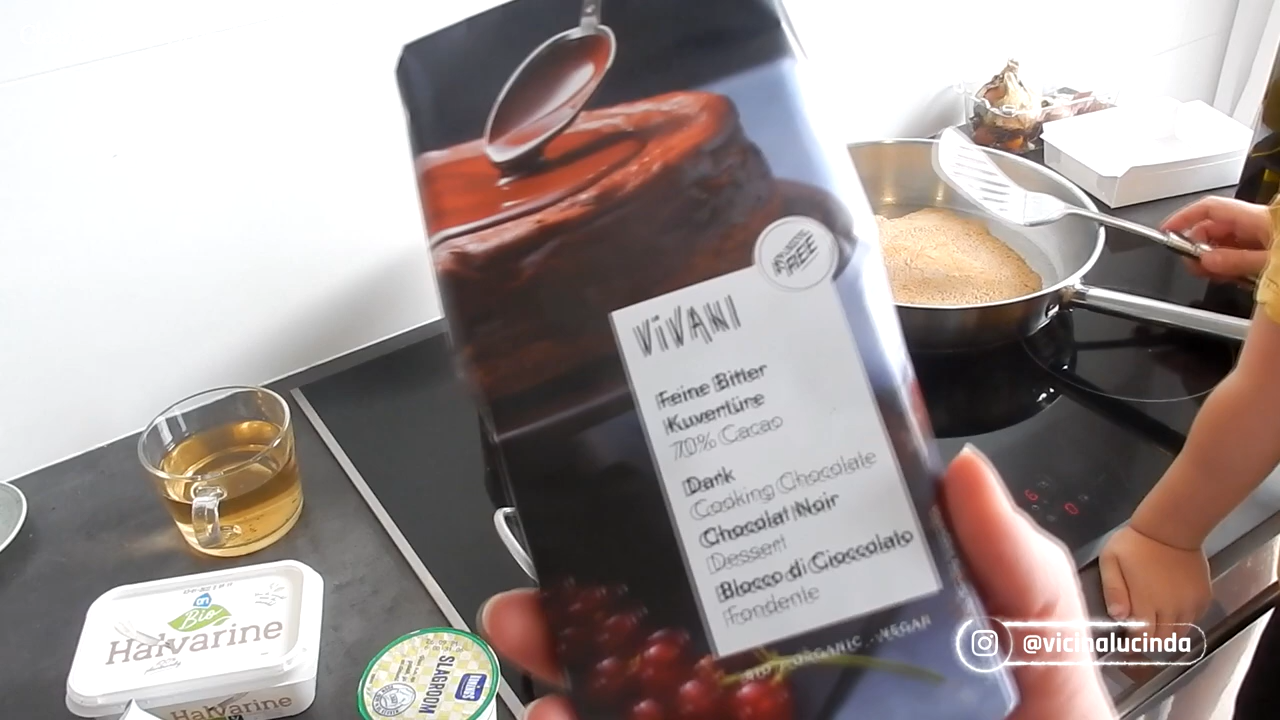 FREE
ViVANI
Feine Bitter
Kuvertüre
70% Cacao
Dark
Cooking Chocolate
Chocolat Noir
Dessert
Blocco di Cioccolato
Fondente
ORGANIC . VEGAN
Bio
Halvarine
Halvarine
SLAGROOM
@vicinalucinda